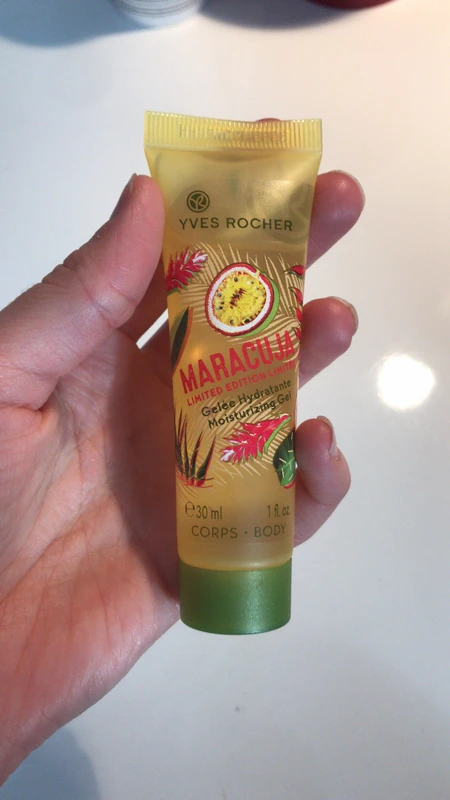 YVES ROCHER
MARACUJA
LIMITED EDITION LIMITÉE
Gelée Hydratante
Moisturizing Gel
℮30 ml 1 fl. oz.
CORPS • BODY